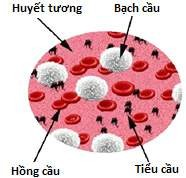 Huyết tương
Bạch cầu
Hồng cầu
Tiểu cầu